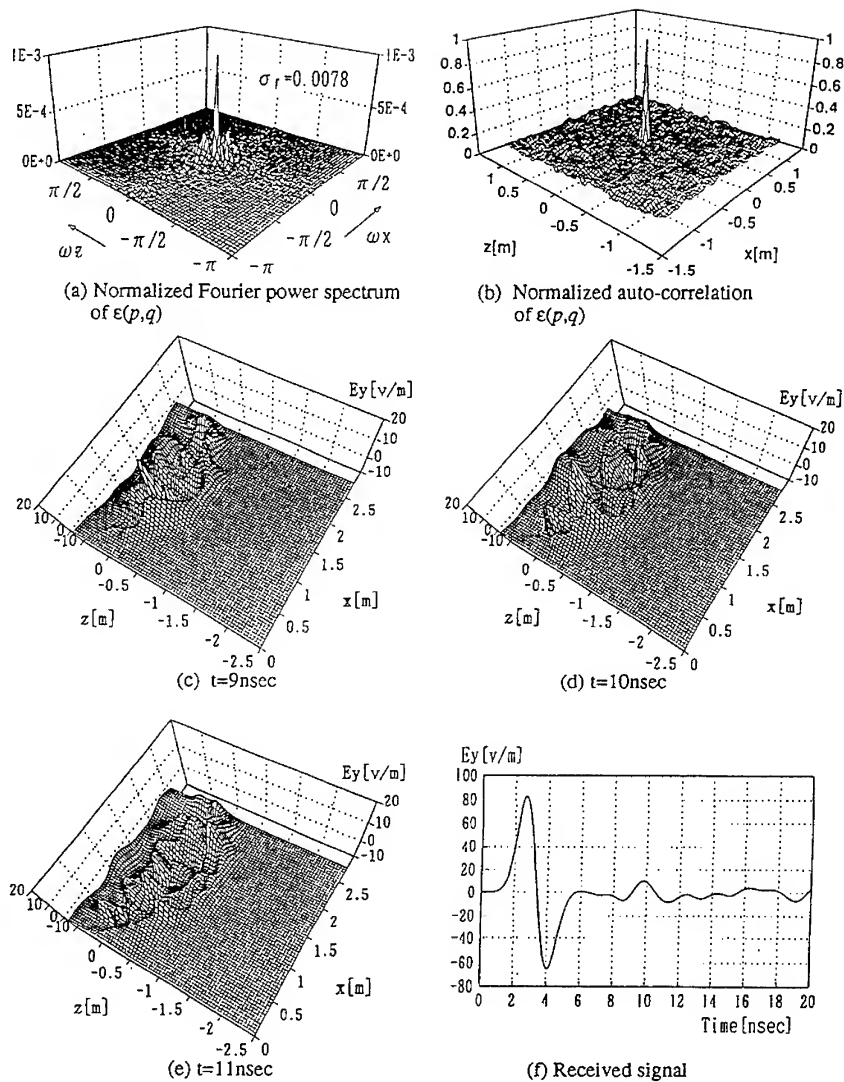 1E-3
5E-4
0E+0
σ r=0.0078
1E-3
5E-4
0E+0
π/2
0
-π/2
-π
ωz
π/2
0
-π/2
-π
ωx
(a) Normalized Fourier power spectrum
of ε(p,q)
1
0.8
0.6
0.4
0.2
0
1
0.8
0.6
0.4
0.2
0
1
0.5
0
-0.5
-1
-1.5
z[m]
1
0.5
0
-0.5
-1
-1.5
x[m]
(b) Normalized auto-correlation
of ε(p,q)
Ey[v/m]
20
10
0
-10
20
10
0
-10
0
-0.5
-1
-1.5
-2
-2.5
z[m]
2.5
2
1.5
1
0.5
0
x[m]
(c) t=9nsec
Ey[v/m]
20
10
0
-10
20
10
0
-10
0
-0.5
-1
-1.5
-2
-2.5
z[m]
2.5
2
1.5
1
0.5
0
x[m]
(d) t=10nsec
Ey[v/m]
20
10
0
-10
20
10
0
-10
0
-0.5
-1
-1.5
-2
-2.5
z[m]
2.5
2
1.5
1
0.5
0
x[m]
(e) t=11nsec
Ey[v/m]
100
80
60
40
20
0
-20
-40
-60
-80
0 2 4 6 8 10 12 14 16 18 20
Time[nsec]
(f) Received signal